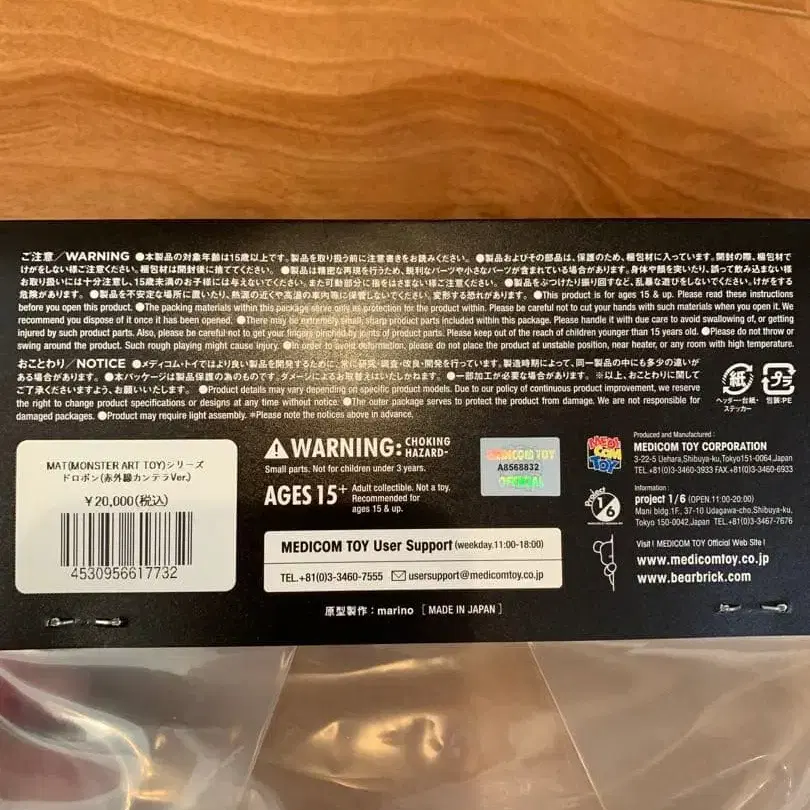 ご注意／WARNING ●本製品の対象年齢は15歳以上です。製品を取り扱う前に注意書きをお読みください。 ●製品およびその部品は、保護のため、梱包材に入っています。開封の際、梱包材で
けがをしない様ご注意ください。梱包材は開封後に捨ててください。 ●製品は精密な再現を行うため、鋭利なパーツや小さなパーツが含まれている場合があります。身体や顔を突いたり、誤って飲み込まない様
お取り扱いには十分注意し、15歳未満のお子様には与えないでください。また可動部分に指をはさまない様ご注意ください。 ●製品をぶつけたり振り回すなど、乱暴な遊びをしないでください。けがをする
危険があります。 ●製品を不安定な場所に置いたり、熱源の近くや高温の車内等に保管しないでください。変形する恐れがあります。 ●This product is for ages 15 & up. Please read these instructions
before you open this product. ●The packing materials within this package serve only as protection for the product within. Please be careful not to cut your hands with such materials when you open it. We
recommend you dispose of it once it has been opened. ●There may be extremely small, sharp product parts included within this package. Please handle it with due care to avoid swallowing of, or getting
injured by such product parts. Also, please be careful not to get your fingers pinched by joints of product parts. Please keep out of the reach of children younger than 15 years old. ●Please do not throw or
swing around the product. Such rough playing might cause injury. ●In order to avoid deformation, please do not place the product at unstable position, near heater, or any room with high temperature.
おことわり／NOTICE ●メディコム・トイではより良い製品を開発するために、常に研究・調査・改良・開発を行っています。製造時期によって、同一製品の中にも多少の違いが
ある場合があります。 ●本パッケージは製品保護の為のものです。ダメージによるお取替えはいたしかねます。 ●一部加工が必要な場合があります。 ※以上、おことわりに関して
ご了承くださいますよう、お願いいたします。 ●Product details may vary depending on specific product models. Due to our policy of continuous product improvement, we reserve
the right to change product specifications or designs at any time without notice. ●The outer package serves to protect the product from damage. We are not responsible for
damaged packages. ●Product may require light assembly. ※Please note the notices above in advance.
紙
ヘッダー・台紙・
ステッカー
プラ
包装:PE
MAT(MONSTER ART TOY)シリーズ
ドロボン(赤外線カンテラVer.)
￥20,000(税込)
4530956617732
WARNING: CHOKING
HAZARD-
Small parts. Not for children under 3 years.
AGES 15+ Adult collectible. Not a toy.
Recommended for
ages 15 & up.
MEDICOM TOY
A8568832
OFFICIAL
MEDICOM TOY User Support (weekday.11:00-18:00)
TEL.+81(0)3-3460-7555 usersupport@medicomtoy.co.jp
原型製作：marino [ MADE IN JAPAN ]
MEDI
COM
TOY
Produced and Manufactured :
MEDICOM TOY CORPORATION
3-22-5 Uehara,Shibuya-ku,Tokyo151-0064,Japan
TEL.+81(0)3-3460-3933 FAX.+81(0)3-3460-6933
Project 1/6
Information :
project 1/6 (OPEN.11:00-20:00)
Mani bldg.1F., 37-10 Udagawa-cho,Shibuya-ku,
Tokyo 150-0042,Japan TEL.+81(0)3-3467-7676
Visit ! MEDICOM TOY Official Web Site !
www.medicomtoy.co.jp
www.bearbrick.com